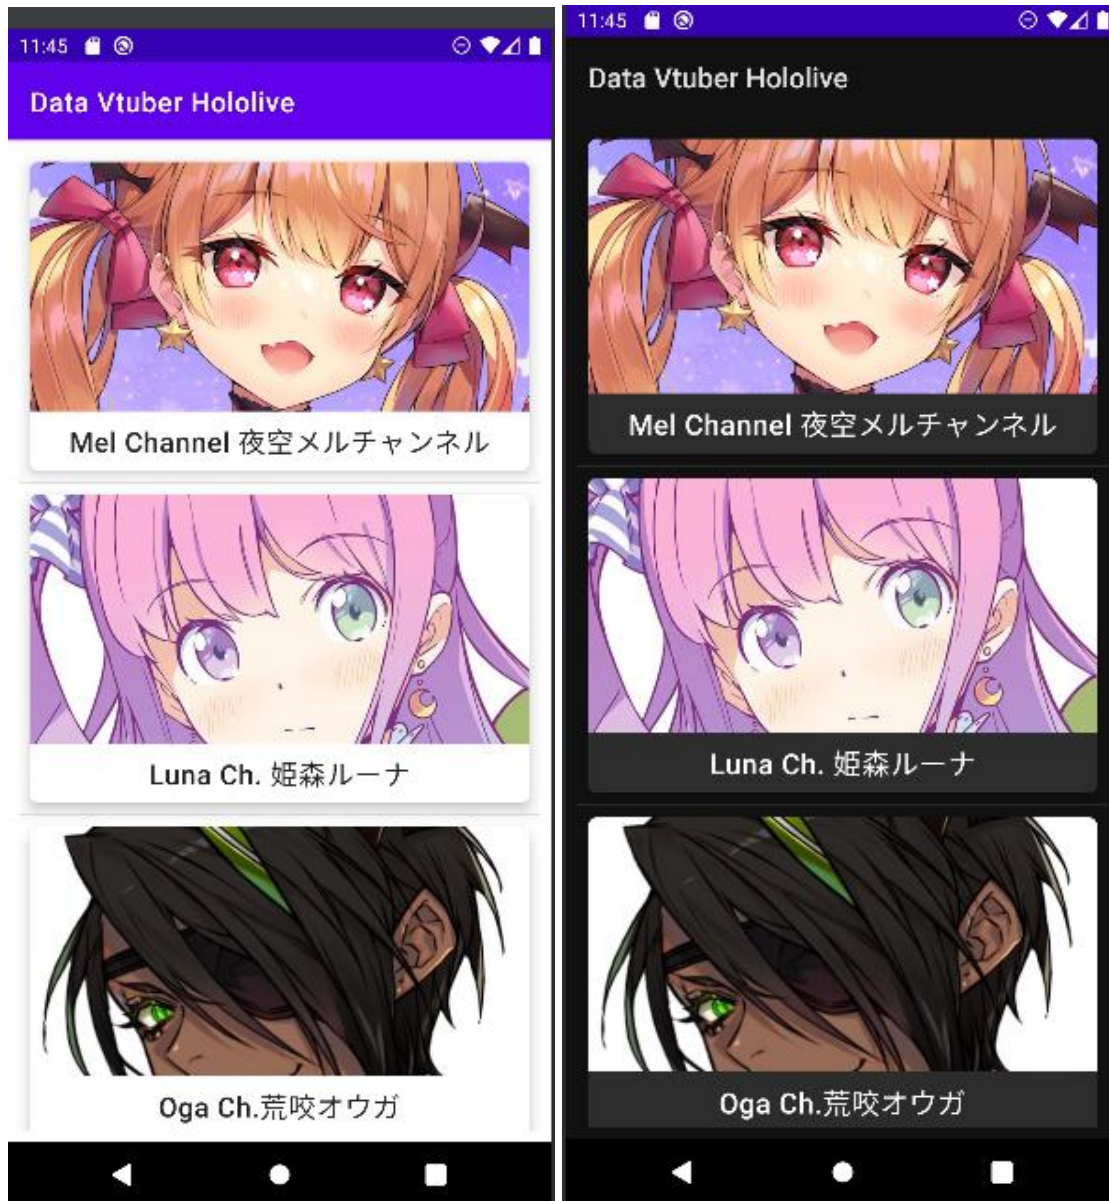 11:45
Data Vtuber Hololive
Mel Channel 夜空メルチャンネル
Luna Ch. 姫森ルーナ
Oga Ch.荒咬オウガ
11:45
Data Vtuber Hololive
Mel Channel 夜空メルチャンネル
Luna Ch. 姫森ルーナ
Oga Ch.荒咬オウガ